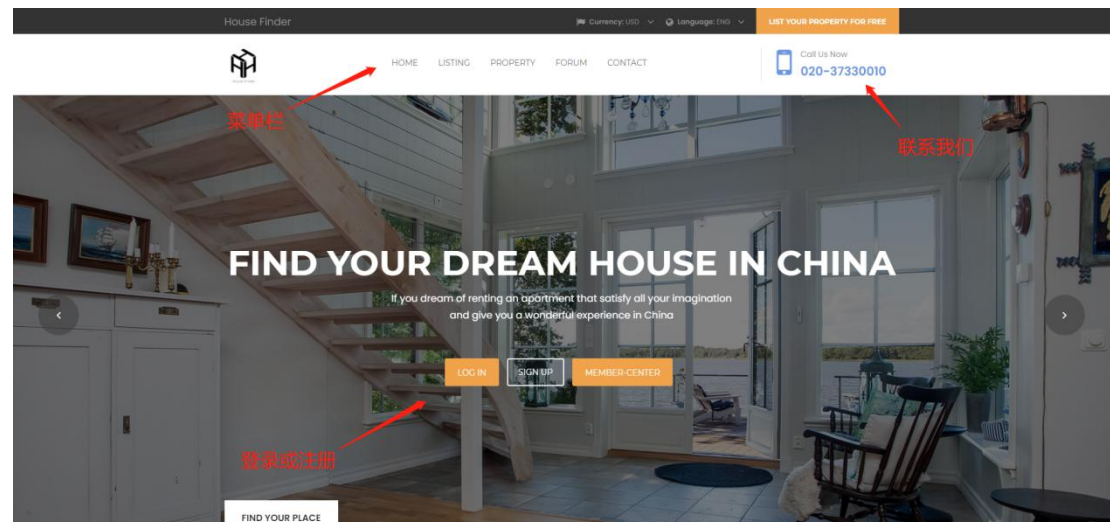 House Finder
Currency: USD
Language: ENG
LIST YOUR PROPERTY FOR FREE
HOME LISTING PROPERTY FORUM CONTACT
Call Us Now
020-37330010
菜单栏
联系我们
FIND YOUR DREAM HOUSE IN CHINA
If you dream of renting an apartment that satisfy all your imagination
and give you a wonderful experience in China
LOG IN SIGN UP MEMBER-CENTER
登录或注册
FIND YOUR PLACE